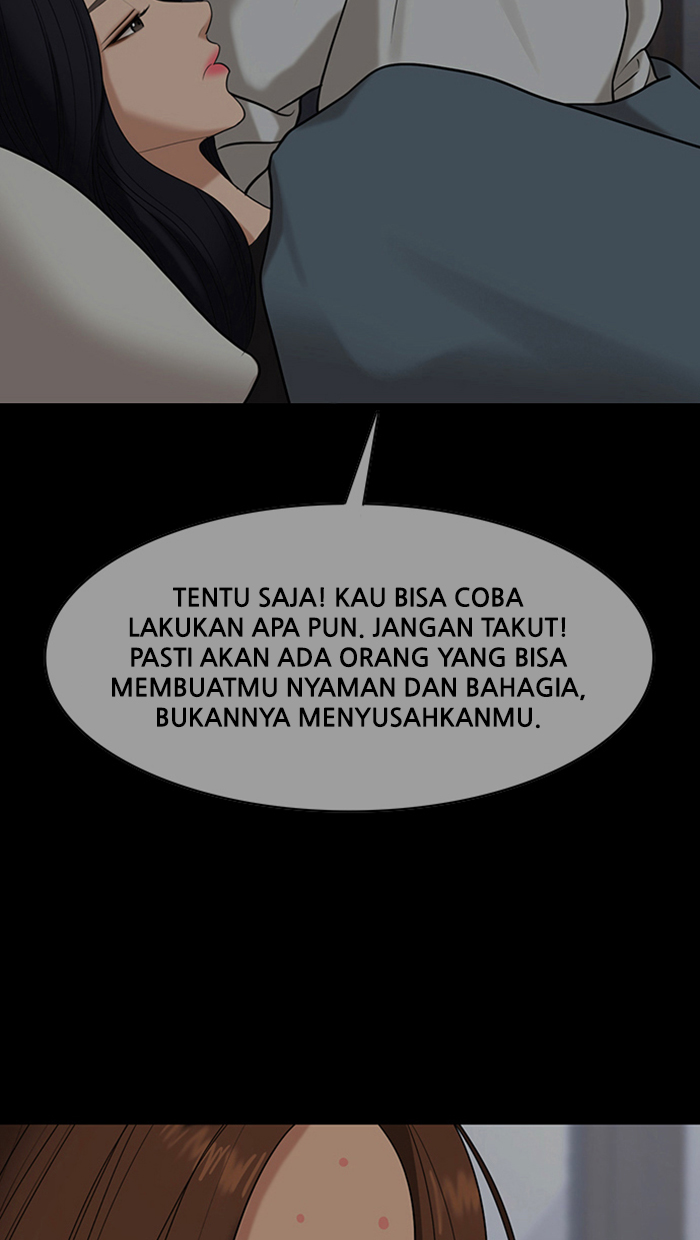 TENTU SAJA! KAU BISA COBA
LAKUKAN APA PUN. JANGAN TAKUT!
PASTI AKAN ADA ORANG YANG BISA
MEMBUATMU NYAMAN DAN BAHAGIA,
BUKANNYA MENYUSAHKANMU.